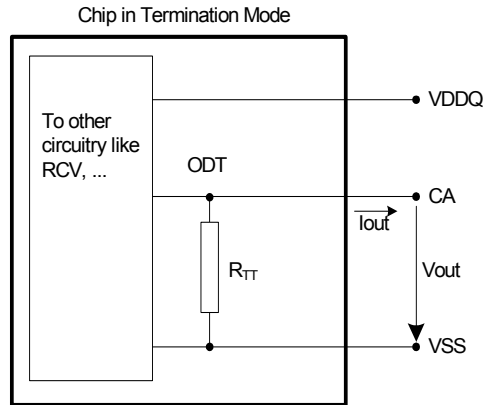 Chip in Termination Mode
To other
circuitry like
RCV, ...
VDDQ
ODT
CA
Iout
RTT
Vout
VSS